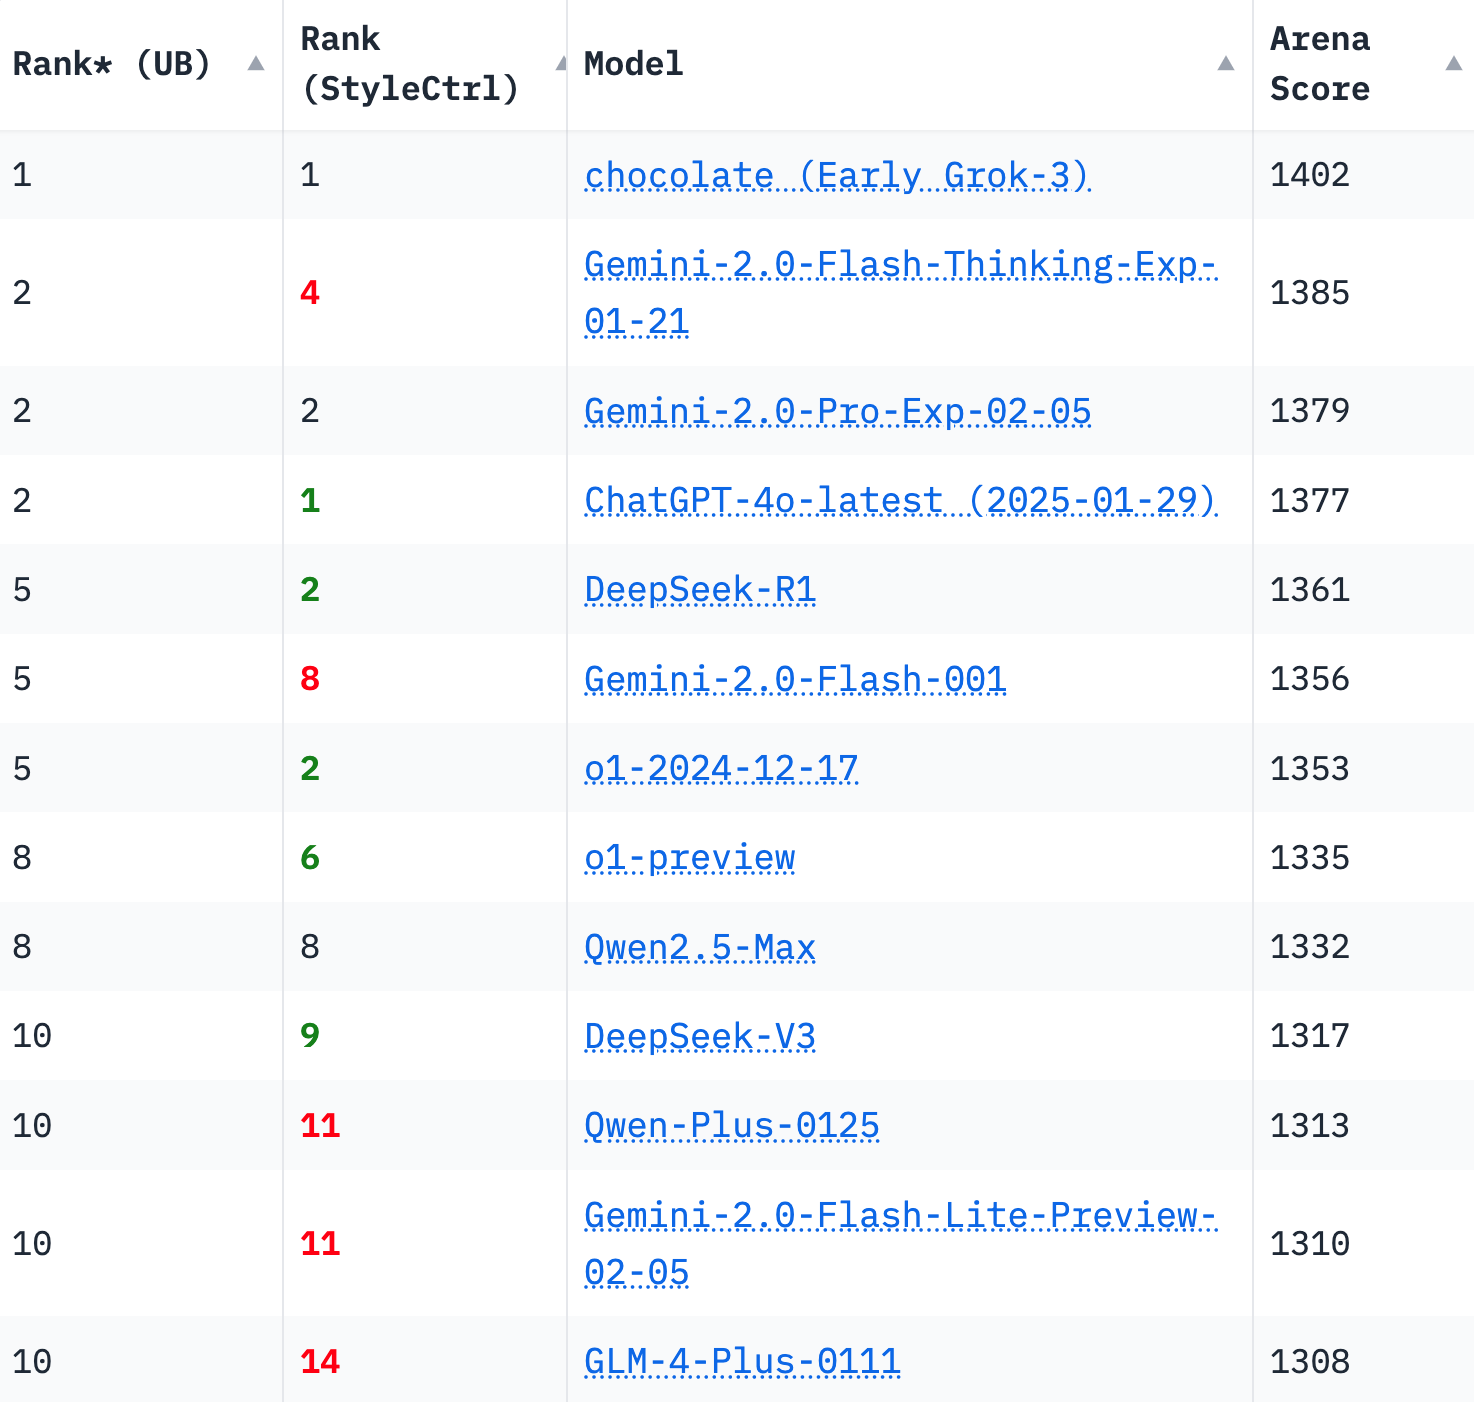 Rank* (UB) ▲ Rank (StyleCtrl) ▲ Model ▲ Arena Score ▲
1 1 chocolate (Early Grok-3) 1402
2 4 Gemini-2.0-Flash-Thinking-Exp-
01-21 1385
2 2 Gemini-2.0-Pro-Exp-02-05 1379
2 1 ChatGPT-4o-latest (2025-01-29) 1377
5 2 DeepSeek-R1 1361
5 8 Gemini-2.0-Flash-001 1356
5 2 o1-2024-12-17 1353
8 6 o1-preview 1335
8 8 Qwen2.5-Max 1332
10 9 DeepSeek-V3 1317
10 11 Qwen-Plus-0125 1313
10 11 Gemini-2.0-Flash-Lite-Preview-
02-05 1310
10 14 GLM-4-Plus-0111 1308